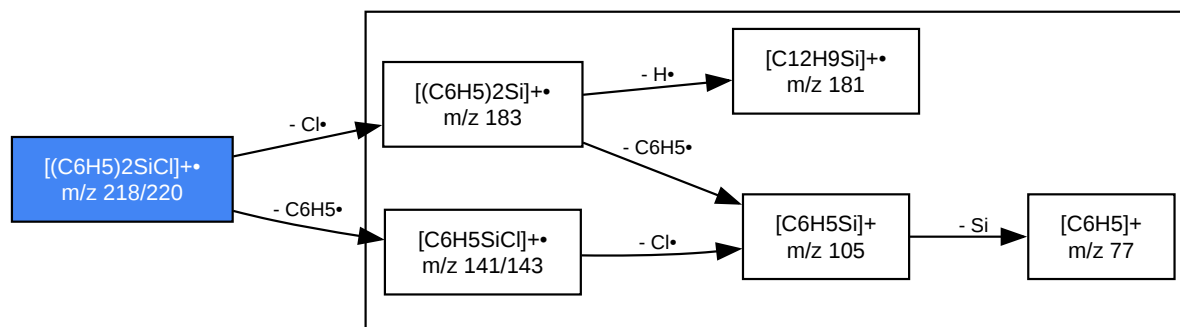 [(C6H5)2SiCl]+•
m/z 218/220
- Cl•
- C6H5•
[(C6H5)2Si]+•
m/z 183
[C6H5SiCl]+•
m/z 141/143
- H•
- C6H5•
- Cl•
[C12H9Si]+•
m/z 181
[C6H5Si]+
m/z 105
- Si
[C6H5]+
m/z 77